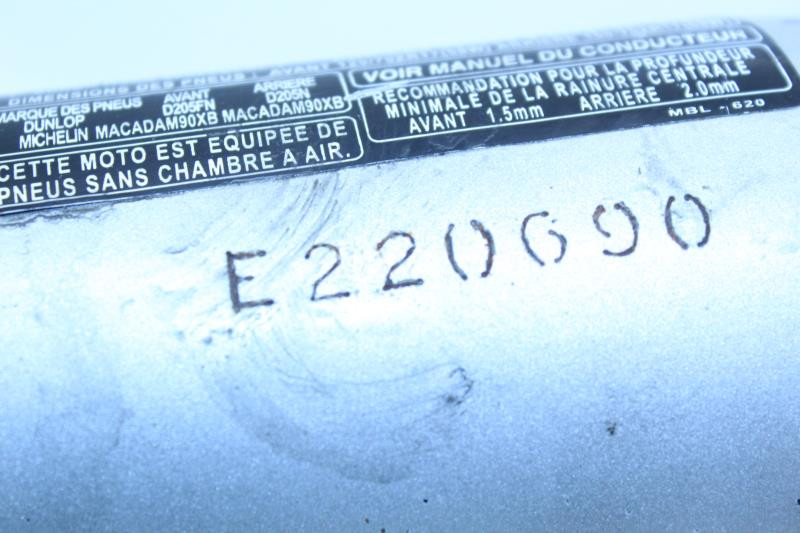 DIMENSIONS DES PNEUS : AVANT
MARQUE DES PNEUS AVANT ARRIERE
DUNLOP D205FN D205N
MICHELIN MACADAM90XB MACADAM90XB
CETTE MOTO EST EQUIPEE DE
PNEUS SANS CHAMBRE A AIR.
VOIR MANUEL DU CONDUCTEUR
RECOMMANDATION POUR LA PROFONDEUR
MINIMALE DE LA RAINURE CENTRALE
AVANT 1.5mm ARRIERE 2.0mm
MBL - 620
E220690